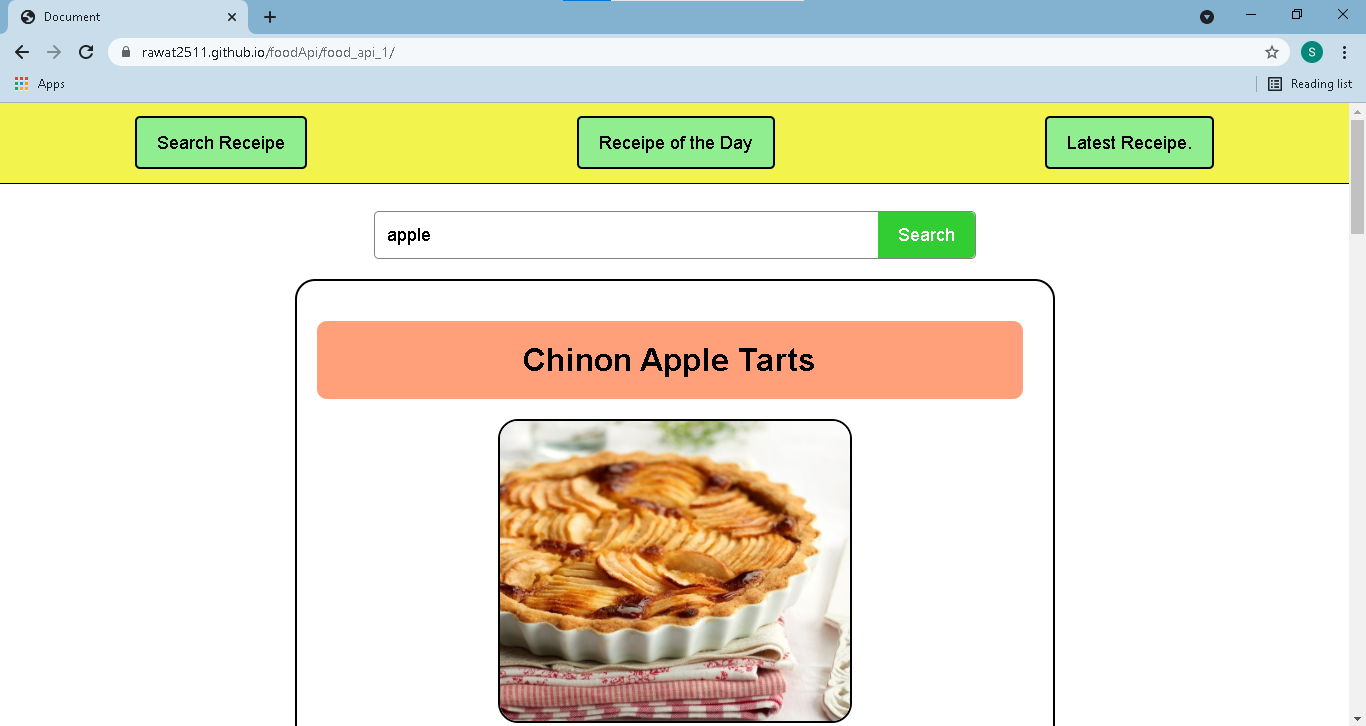 Document
rawat2511.github.io/foodApi/food_api_1/
S
Apps
Reading list
Search Receipe
Receipe of the Day
Latest Receipe.
apple
Search
Chinon Apple Tarts